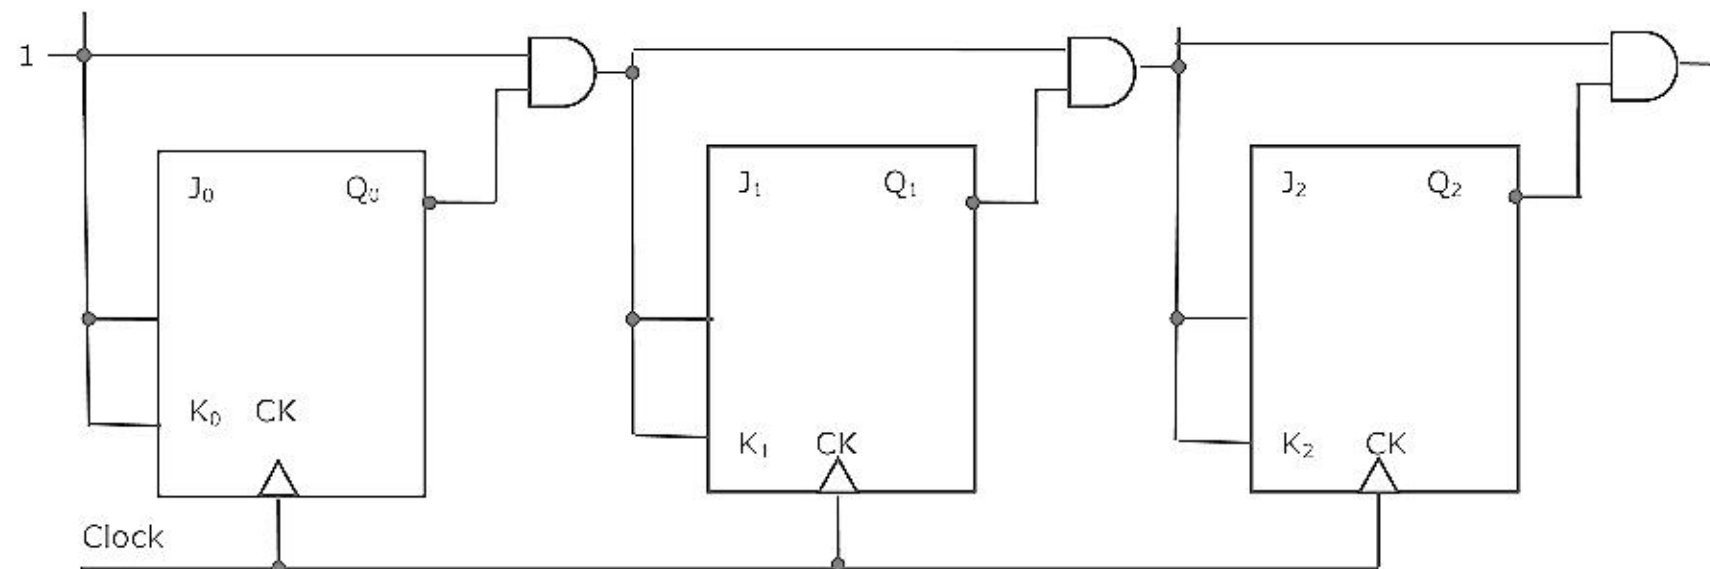 1
J₀ Q₀
J₁ Q₁
J₂ Q₂
K₀ CK
K₁ CK
K₂ CK
Clock